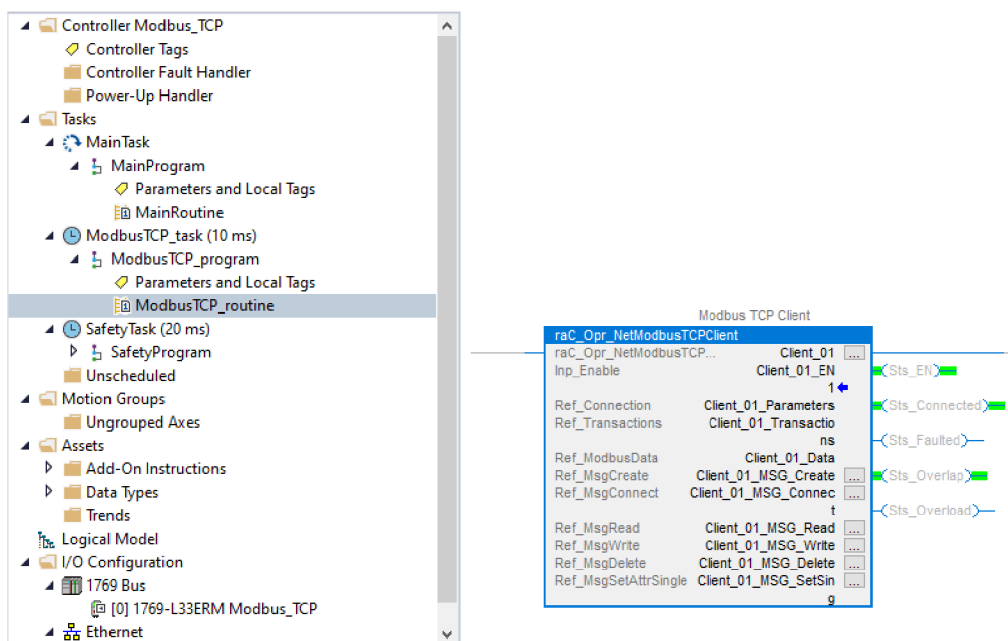 Controller Modbus_TCP
Controller Tags
Controller Fault Handler
Power-Up Handler
Tasks
MainTask
MainProgram
Parameters and Local Tags
MainRoutine
ModbusTCP_task (10 ms)
ModbusTCP_program
Parameters and Local Tags
ModbusTCP_routine
SafetyTask (20 ms)
SafetyProgram
Unscheduled
Motion Groups
Ungrouped Axes
Assets
Add-On Instructions
Data Types
Trends
Logical Model
I/O Configuration
1769 Bus
[0] 1769-L33ERM Modbus_TCP
Ethernet
Modbus TCP Client
raC_Opr_NetModbusTCPClient
raC_Opr_NetModbusTCP... Client_01 ...
Inp_Enable Client_01_EN
1
Ref_Connection Client_01_Parameters
Ref_Transactions Client_01_Transactio
ns
Ref_ModbusData Client_01_Data
Ref_MsgCreate Client_01_MSG_Create ...
Ref_MsgConnect Client_01_MSG_Connec ...
t
Ref_MsgRead Client_01_MSG_Read ...
Ref_MsgWrite Client_01_MSG_Write ...
Ref_MsgDelete Client_01_MSG_Delete ...
Ref_MsgSetAttrSingle Client_01_MSG_SetSin ...
g
Sts_EN
Sts_Connected
Sts_Faulted
Sts_Overlap
Sts_Overload